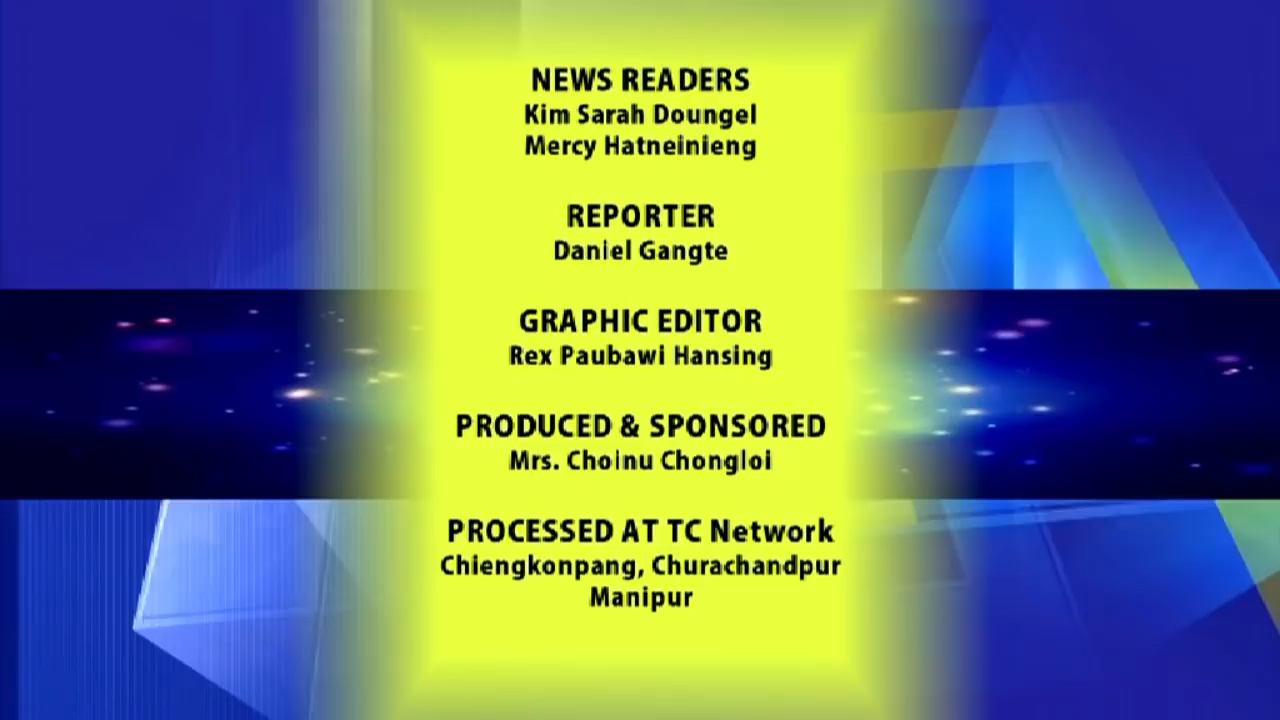 NEWS READERS
Kim Sarah Doungel
Mercy Hatneinieng
REPORTER
Daniel Gangte
GRAPHIC EDITOR
Rex Paubawi Hansing
PRODUCED & SPONSORED
Mrs. Choinu Chongloi
PROCESSED AT TC Network
Chiengkonpang, Churachandpur
Manipur